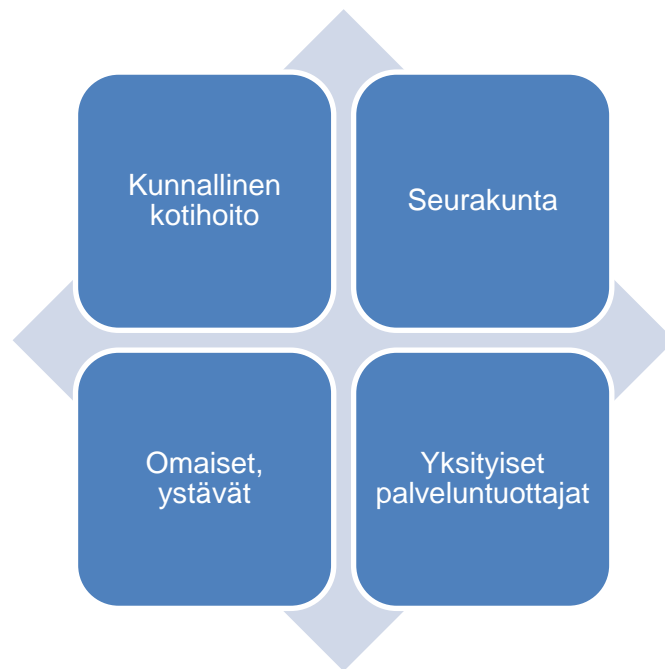 Kunnallinen
kotihoito
Seurakunta
Omaiset,
ystävät
Yksityiset
palveluntuottajat